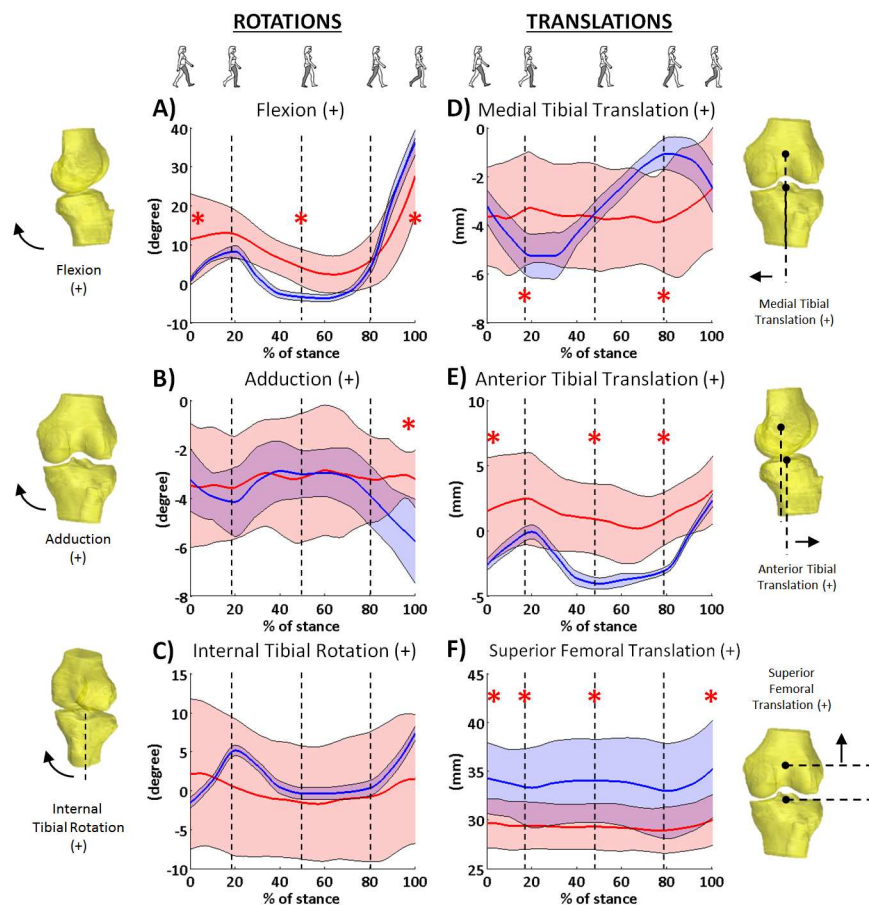 ROTATIONS
TRANSLATIONS
A)
Flexion (+)
40
30
20
10
0
-10
(degree)
*
*
*
0
20
40
60
80
100
% of stance
Flexion
(+)
D)
Medial Tibial Translation (+)
0
-2
-4
-6
-8
(mm)
*
*
0
20
40
60
80
100
% of stance
Medial Tibial
Translation (+)
B)
Adduction (+)
0
-2
-4
-6
-8
(degree)
*
0
20
40
60
80
100
% of stance
Adduction
(+)
E)
Anterior Tibial Translation (+)
10
5
0
-5
(mm)
*
*
*
0
20
40
60
80
100
% of stance
Anterior Tibial
Translation (+)
C)
Internal Tibial Rotation (+)
15
10
5
0
-5
-10
(degree)
0
20
40
60
80
100
% of stance
Internal
Tibial Rotation
(+)
F)
Superior Femoral Translation (+)
45
40
35
30
25
(mm)
*
*
*
*
0
20
40
60
80
100
% of stance
Superior
Femoral
Translation (+)